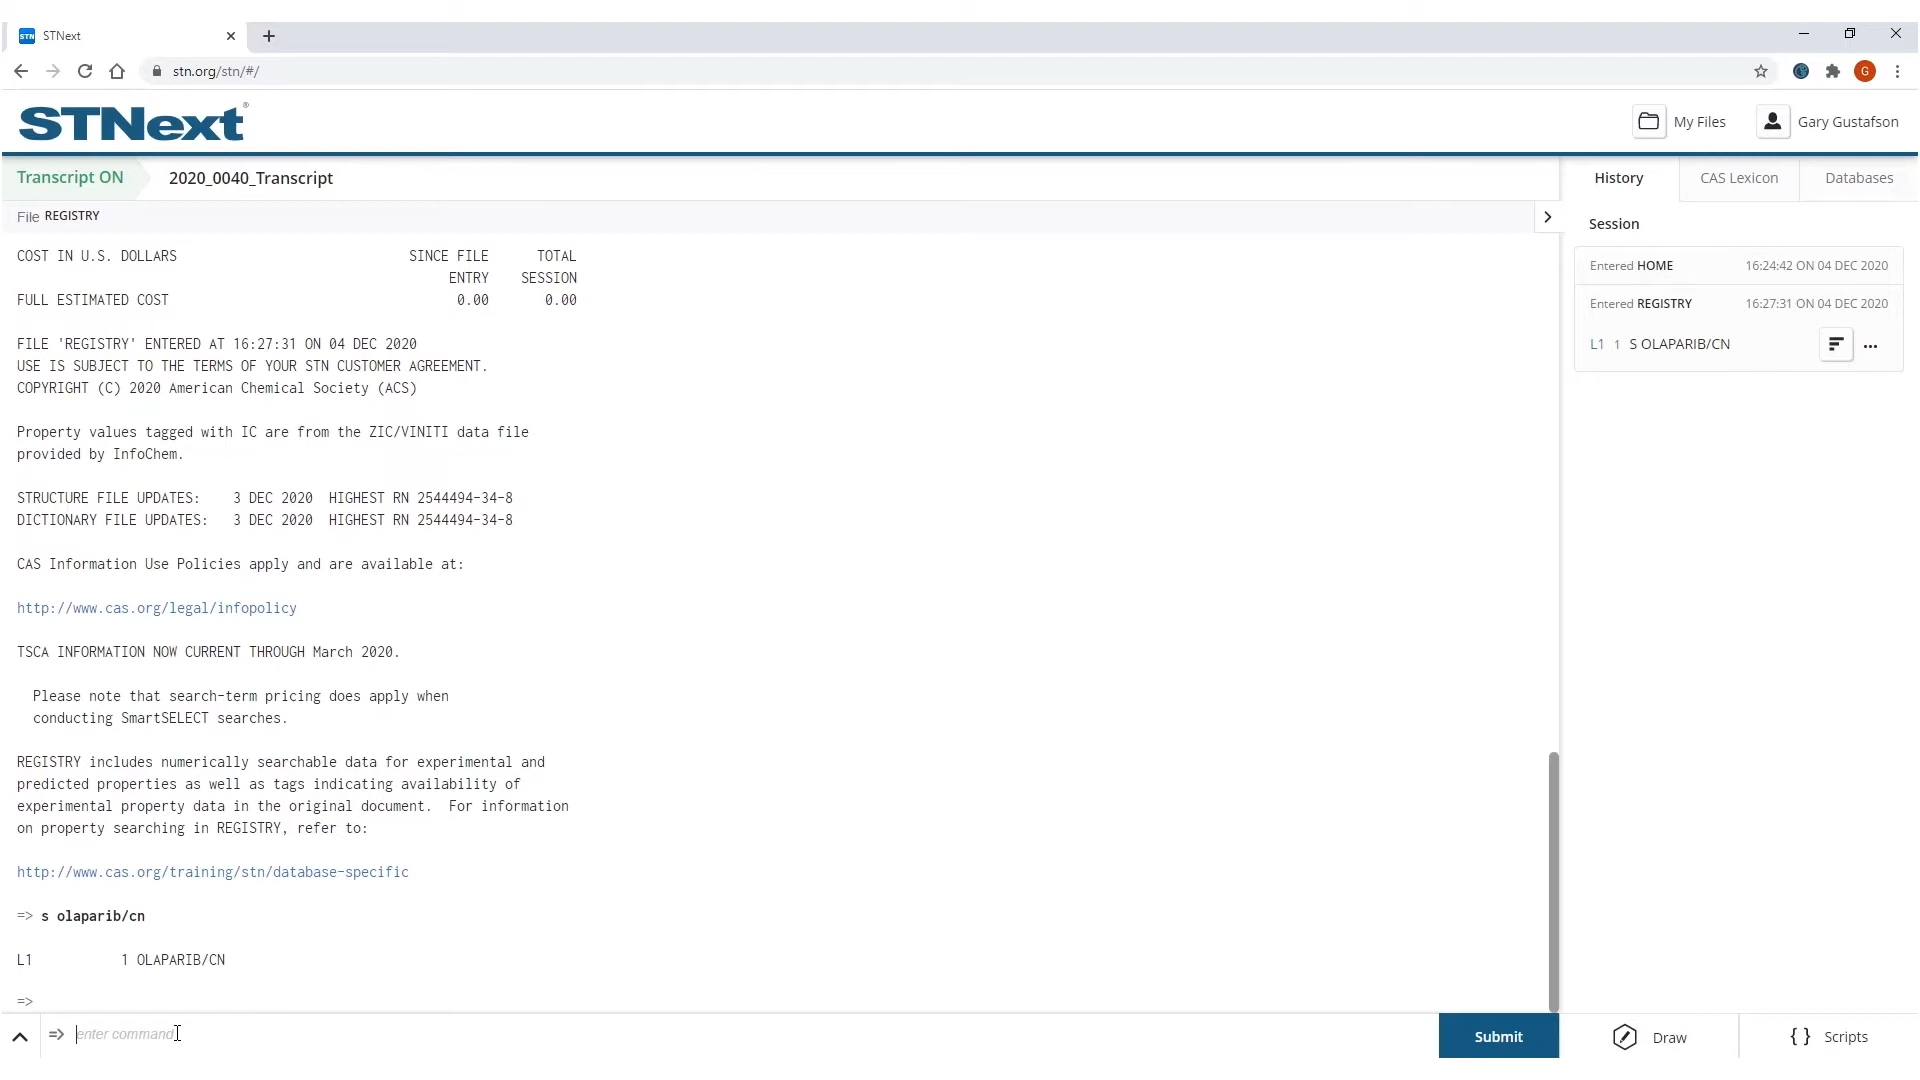 STN STNext
stn.org/stn/#/
G
STNext®
My Files
Gary Gustafson
Transcript ON 2020_0040_Transcript
History CAS Lexicon Databases
File REGISTRY
Session
COST IN U.S. DOLLARS SINCE FILE TOTAL
ENTRY SESSION
FULL ESTIMATED COST 0.00 0.00
Entered HOME 16:24:42 ON 04 DEC 2020
Entered REGISTRY 16:27:31 ON 04 DEC 2020
L1 1 S OLAPARIB/CN ...
FILE 'REGISTRY' ENTERED AT 16:27:31 ON 04 DEC 2020
USE IS SUBJECT TO THE TERMS OF YOUR STN CUSTOMER AGREEMENT.
COPYRIGHT (C) 2020 American Chemical Society (ACS)
Property values tagged with IC are from the ZIC/VINITI data file
provided by InfoChem.
STRUCTURE FILE UPDATES: 3 DEC 2020 HIGHEST RN 2544494-34-8
DICTIONARY FILE UPDATES: 3 DEC 2020 HIGHEST RN 2544494-34-8
CAS Information Use Policies apply and are available at:
http://www.cas.org/legal/infopolicy
TSCA INFORMATION NOW CURRENT THROUGH March 2020.
Please note that search-term pricing does apply when
conducting SmartSELECT searches.
REGISTRY includes numerically searchable data for experimental and
predicted properties as well as tags indicating availability of
experimental property data in the original document. For information
on property searching in REGISTRY, refer to:
http://www.cas.org/training/stn/database-specific
=> s olaparib/cn
L1 1 OLAPARIB/CN
=>
=> enter command
Submit
Draw
{ } Scripts